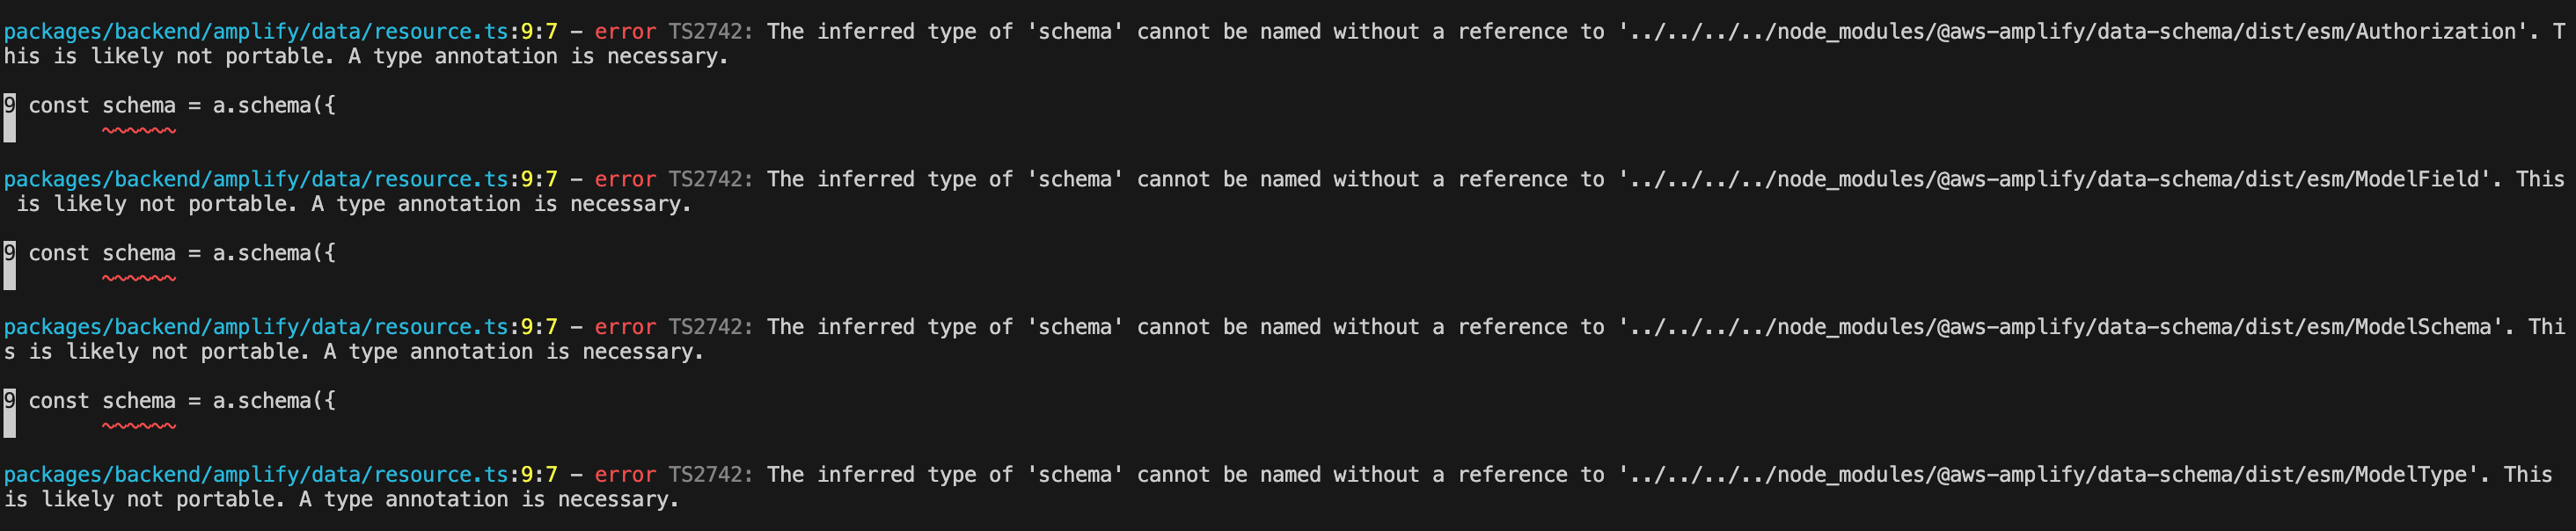 packages/backend/amplify/data/resource.ts:9:7 - error TS2742: The inferred type of 'schema' cannot be named without a reference to '../../../../node_modules/@aws-amplify/data-schema/dist/esm/Authorization'. T
his is likely not portable. A type annotation is necessary.
9 const schema = a.schema({
packages/backend/amplify/data/resource.ts:9:7 - error TS2742: The inferred type of 'schema' cannot be named without a reference to '../../../../node_modules/@aws-amplify/data-schema/dist/esm/ModelField'. This
is likely not portable. A type annotation is necessary.
9 const schema = a.schema({
packages/backend/amplify/data/resource.ts:9:7 - error TS2742: The inferred type of 'schema' cannot be named without a reference to '../../../../node_modules/@aws-amplify/data-schema/dist/esm/ModelSchema'. Thi
s is likely not portable. A type annotation is necessary.
9 const schema = a.schema({
packages/backend/amplify/data/resource.ts:9:7 - error TS2742: The inferred type of 'schema' cannot be named without a reference to '../../../../node_modules/@aws-amplify/data-schema/dist/esm/ModelType'. This
is likely not portable. A type annotation is necessary.